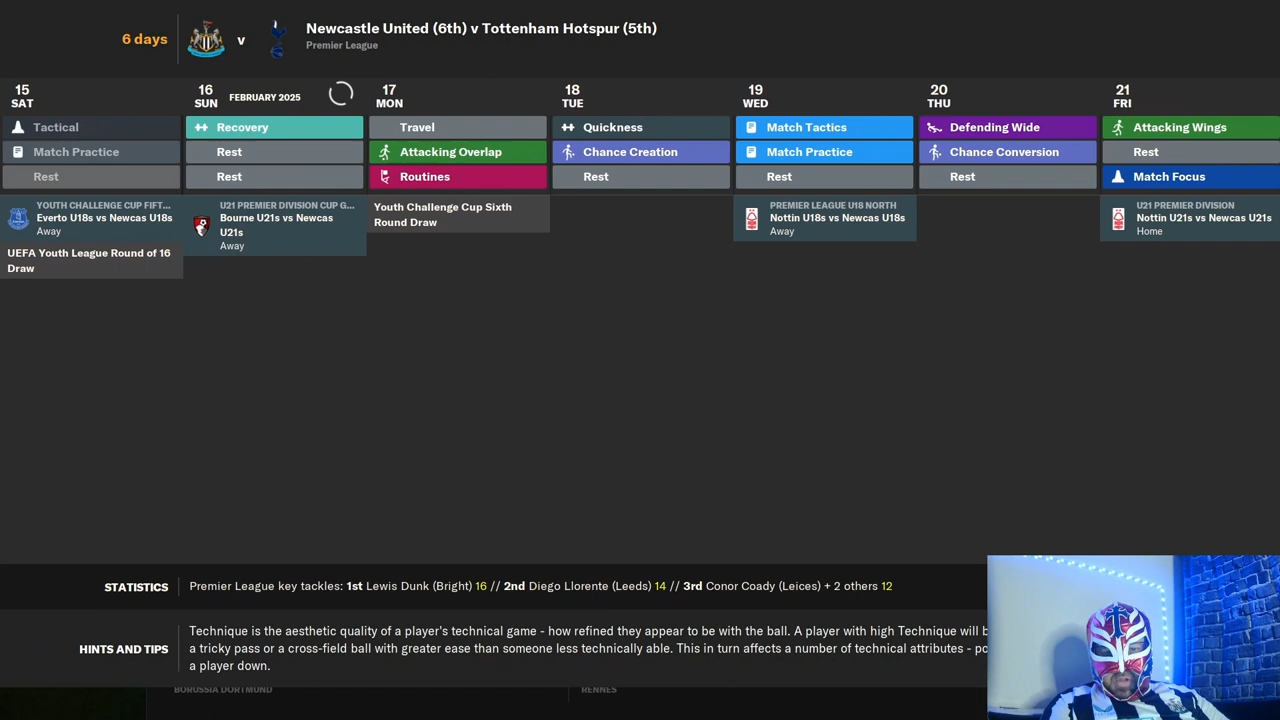 6 days
v
Newcastle United (6th) v Tottenham Hotspur (5th)
Premier League
15
SAT
16
SUN
FEBRUARY 2025
17
MON
18
TUE
19
WED
20
THU
21
FRI
Tactical
Recovery
Travel
Quickness
Match Tactics
Defending Wide
Attacking Wings
Match Practice
Rest
Attacking Overlap
Chance Creation
Match Practice
Chance Conversion
Rest
Rest
Rest
Routines
Rest
Rest
Rest
Match Focus
YOUTH CHALLENGE CUP FIFT...
Everto U18s vs Newcas U18s
Away
UEFA Youth League Round of 16
Draw
U21 PREMIER DIVISION CUP G...
Bourne U21s vs Newcas
U21s
Away
Youth Challenge Cup Sixth
Round Draw
PREMIER LEAGUE U18 NORTH
Nottin U18s vs Newcas U18s
Away
U21 PREMIER DIVISION
Nottin U21s vs Newcas U21s
Home
STATISTICS
Premier League key tackles: 1st Lewis Dunk (Bright) 16 // 2nd Diego Llorente (Leeds) 14 // 3rd Conor Coady (Leices) + 2 others 12
HINTS AND TIPS
Technique is the aesthetic quality of a player's technical game - how refined they appear to be with the ball. A player with high Technique will
a tricky pass or a cross-field ball with greater ease than someone less technically able. This in turn affects a number of technical attributes -
a player down.
BORUSSIA DORTMUND
RENNES